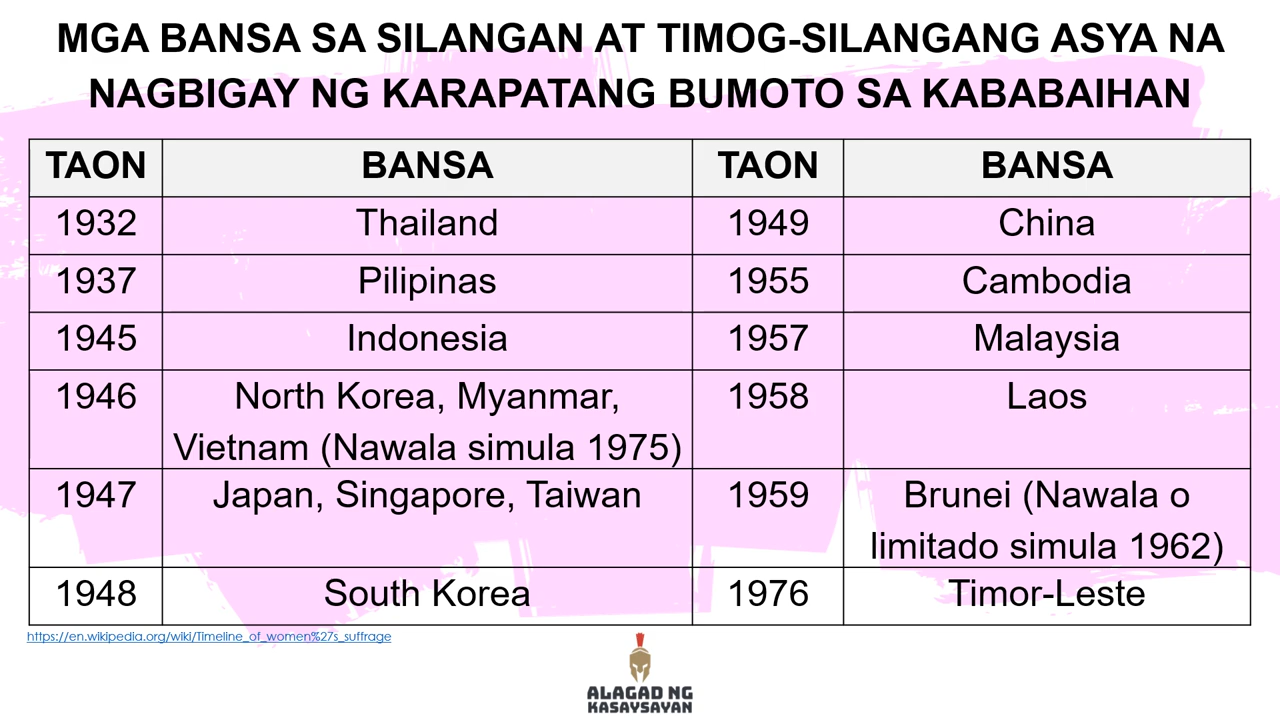 MGA BANSA SA SILANGAN AT TIMOG-SILANGANG ASYA NA
NAGBIGAY NG KARAPATANG BUMOTO SA KABABAIHAN
TAON BANSA TAON BANSA
1932 Thailand 1949 China
1937 Pilipinas 1955 Cambodia
1945 Indonesia 1957 Malaysia
1946 North Korea, Myanmar, 1958 Laos
Vietnam (Nawala simula 1975)
1947 Japan, Singapore, Taiwan 1959 Brunei (Nawala o
limitado simula 1962)
1948 South Korea 1976 Timor-Leste
https://en.wikipedia.org/wiki/Timeline_of_women%27s_suffrage
ALAGAD NG
KASAYSAYAN